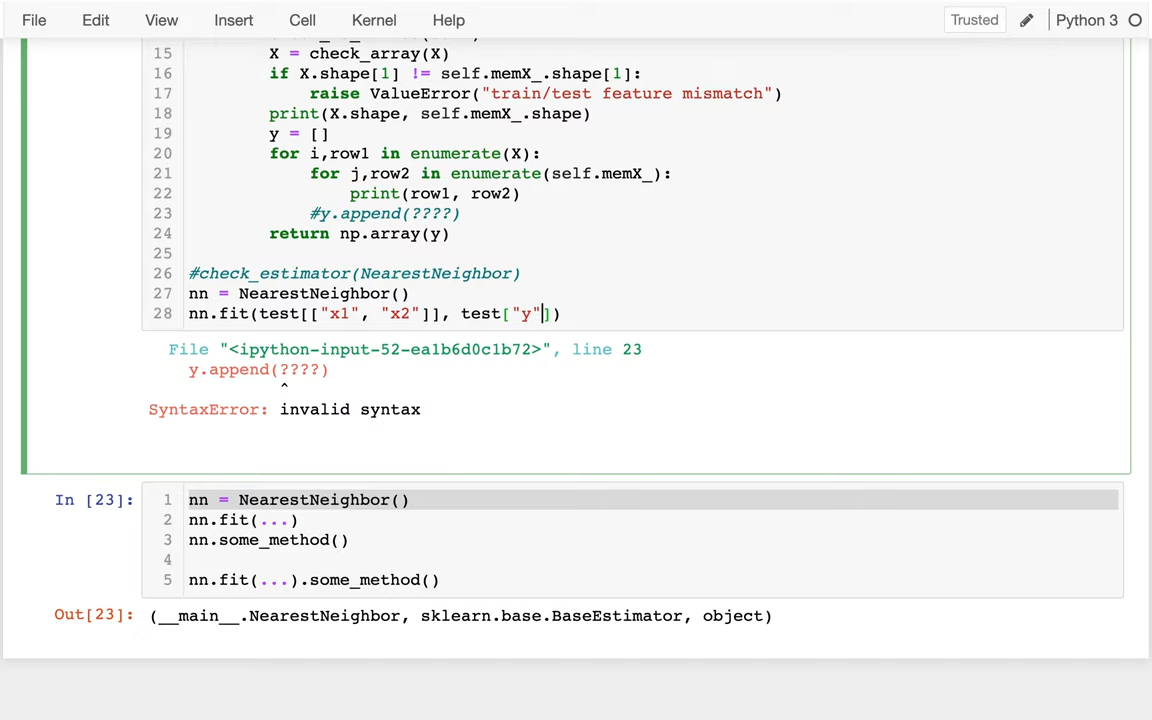 File Edit View Insert Cell Kernel Help Trusted Python 3
15 X = check_array(X)
16 if X.shape[1] != self.memX_.shape[1]:
17 raise ValueError("train/test feature mismatch")
18 print(X.shape, self.memX_.shape)
19 y = []
20 for i,row1 in enumerate(X):
21 for j,row2 in enumerate(self.memX_):
22 print(row1, row2)
23 #y.append(????)
24 return np.array(y)
25
26 #check_estimator(NearestNeighbor)
27 nn = NearestNeighbor()
28 nn.fit(test[["x1", "x2"]], test["y"])
File "<ipython-input-52-ea1b6d0c1b72>", line 23
y.append(????)
^
SyntaxError: invalid syntax
In [23]: 1 nn = NearestNeighbor()
2 nn.fit(...)
3 nn.some_method()
4
5 nn.fit(...).some_method()
Out[23]: (__main__.NearestNeighbor, sklearn.base.BaseEstimator, object)